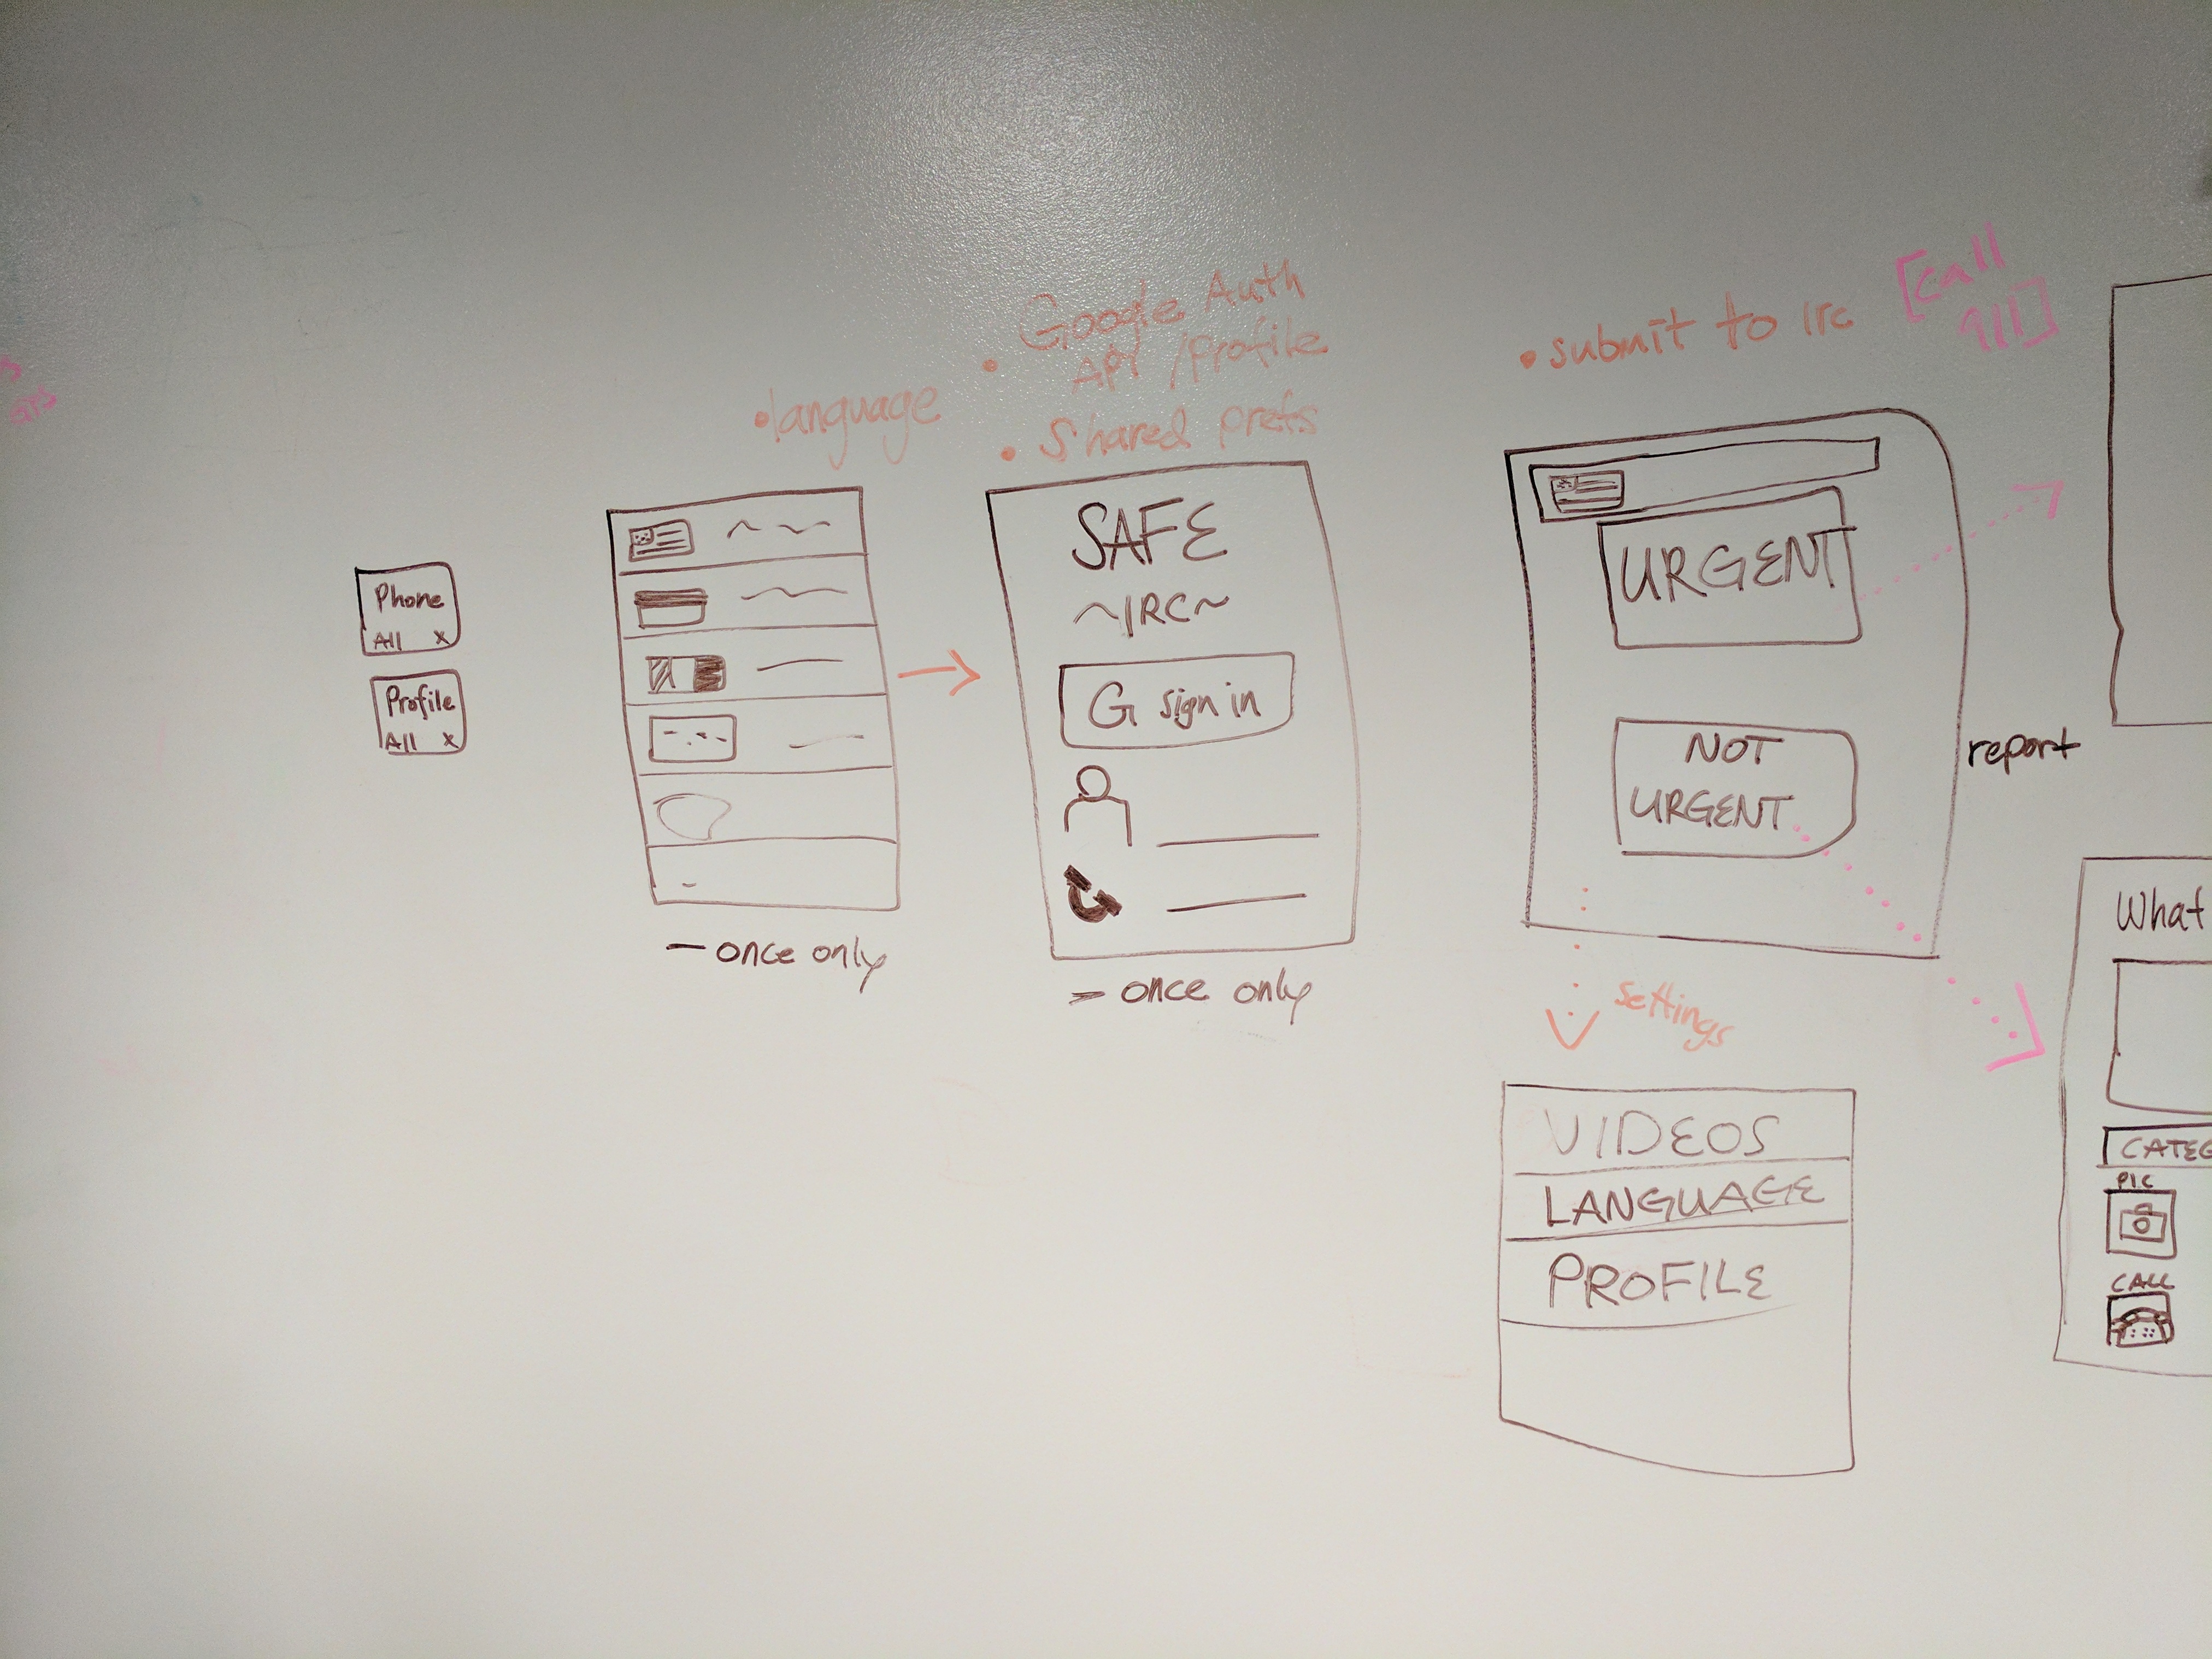 Phone
All x
Profile
All x
•language
— once only
• Google Auth
API /Profile
• Shared prefs
SAFE
~IRC~
G sign in
> once only
• submit to irc
[call
all]
URGENT
NOT
URGENT
report
settings
VIDEOS
LANGUAGE
PROFILE
What
CATEG
PIC
CALL